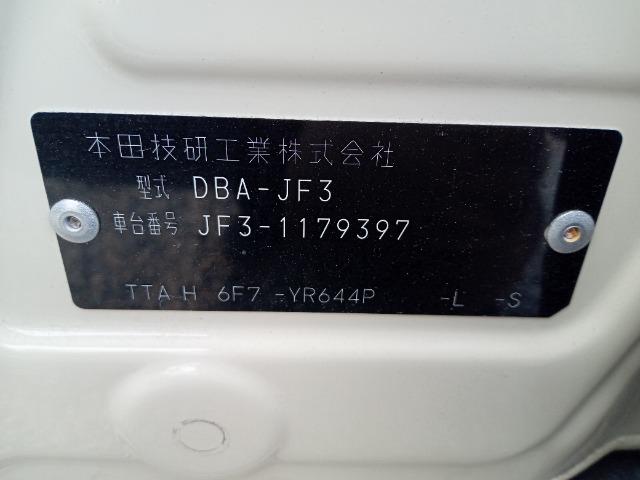 本田技研工業株式会社
型式 DBA-JF3
車台番号 JF3-1179397
TTA H 6F7 -YR644P -L -S